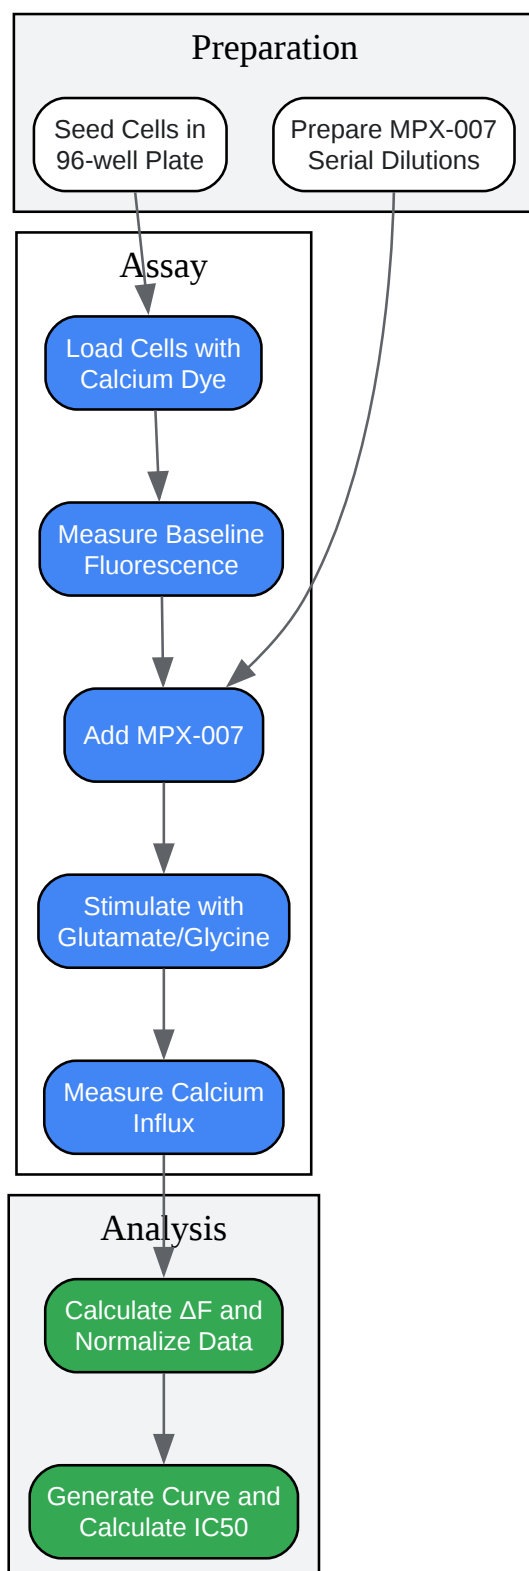 Preparation
Seed Cells in
96-well Plate
Prepare MPX-007
Serial Dilutions
Assay
Load Cells with
Calcium Dye
Measure Baseline
Fluorescence
Add MPX-007
Stimulate with
Glutamate/Glycine
Measure Calcium
Influx
Analysis
Calculate ΔF and
Normalize Data
Generate Curve and
Calculate IC50